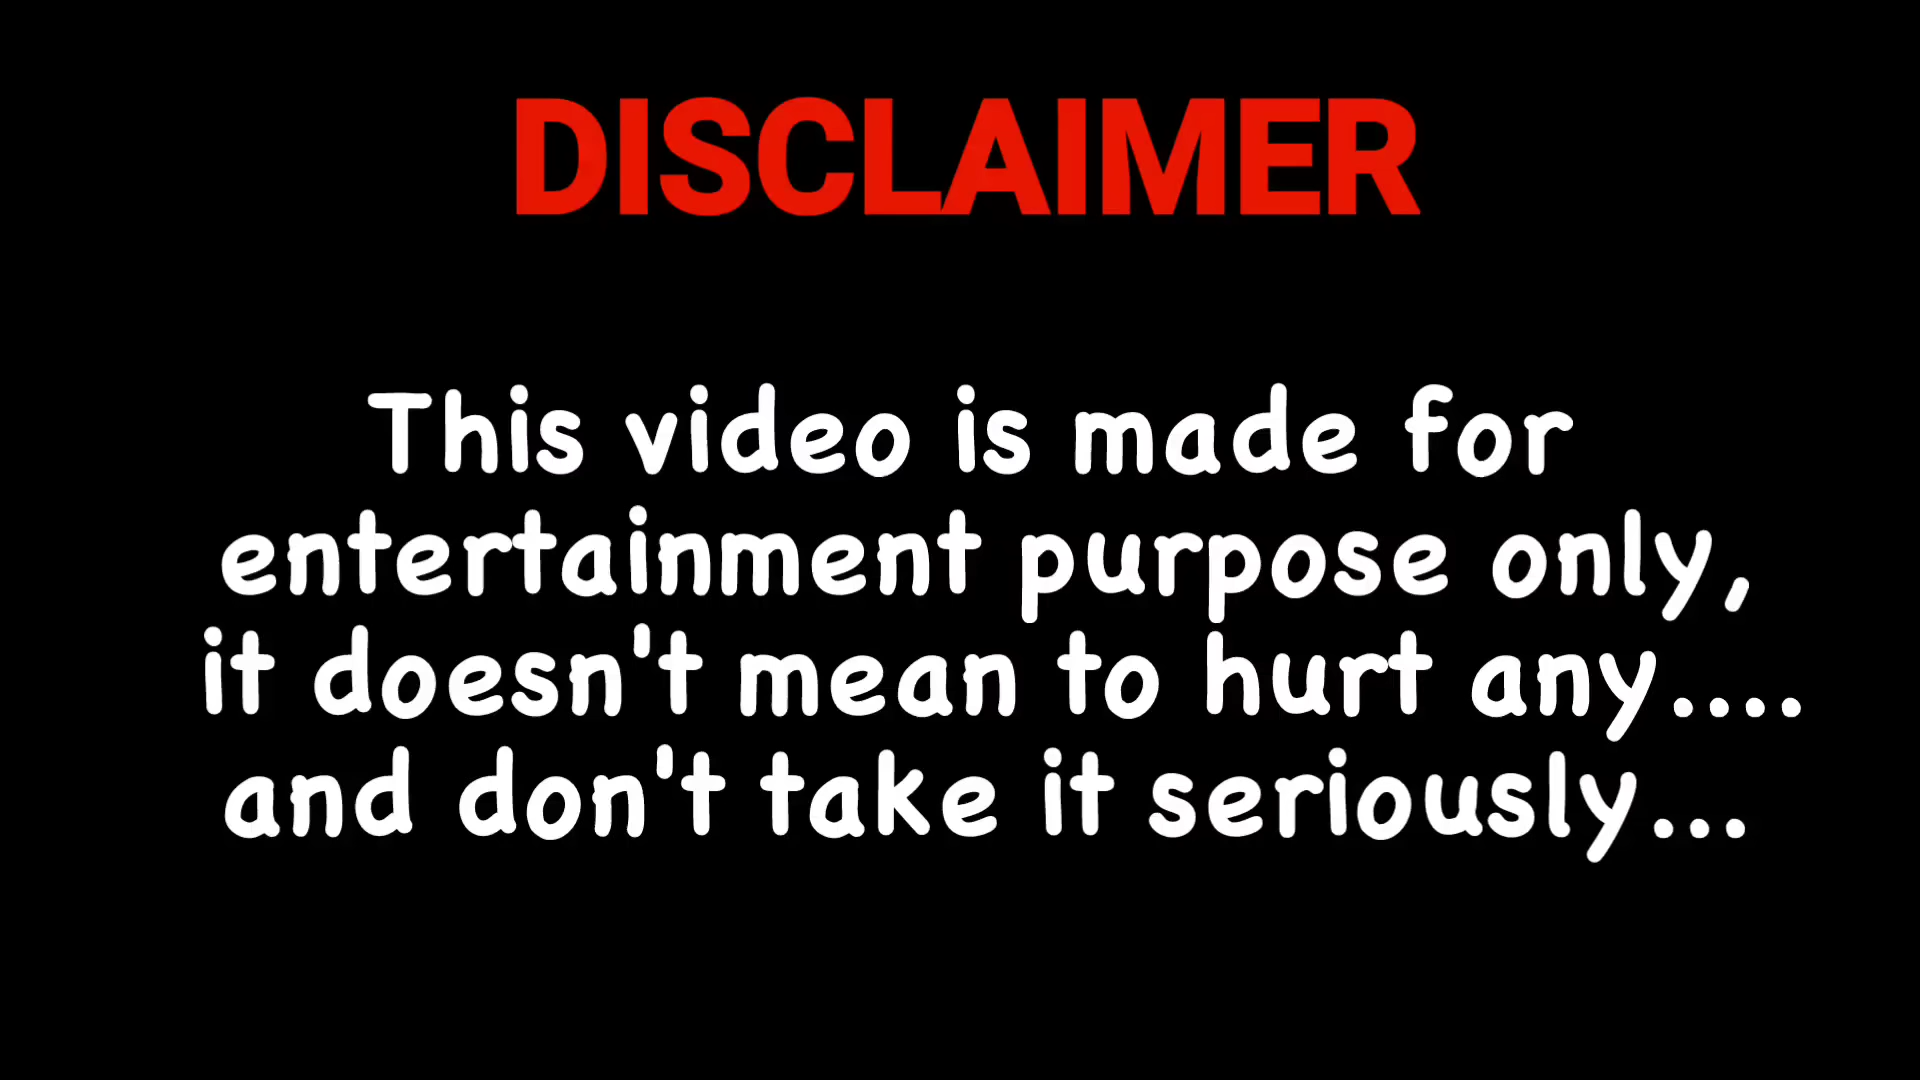 DISCLAIMER
This video is made for
entertainment purpose only,
it doesn't mean to hurt any....
and don't take it seriously...